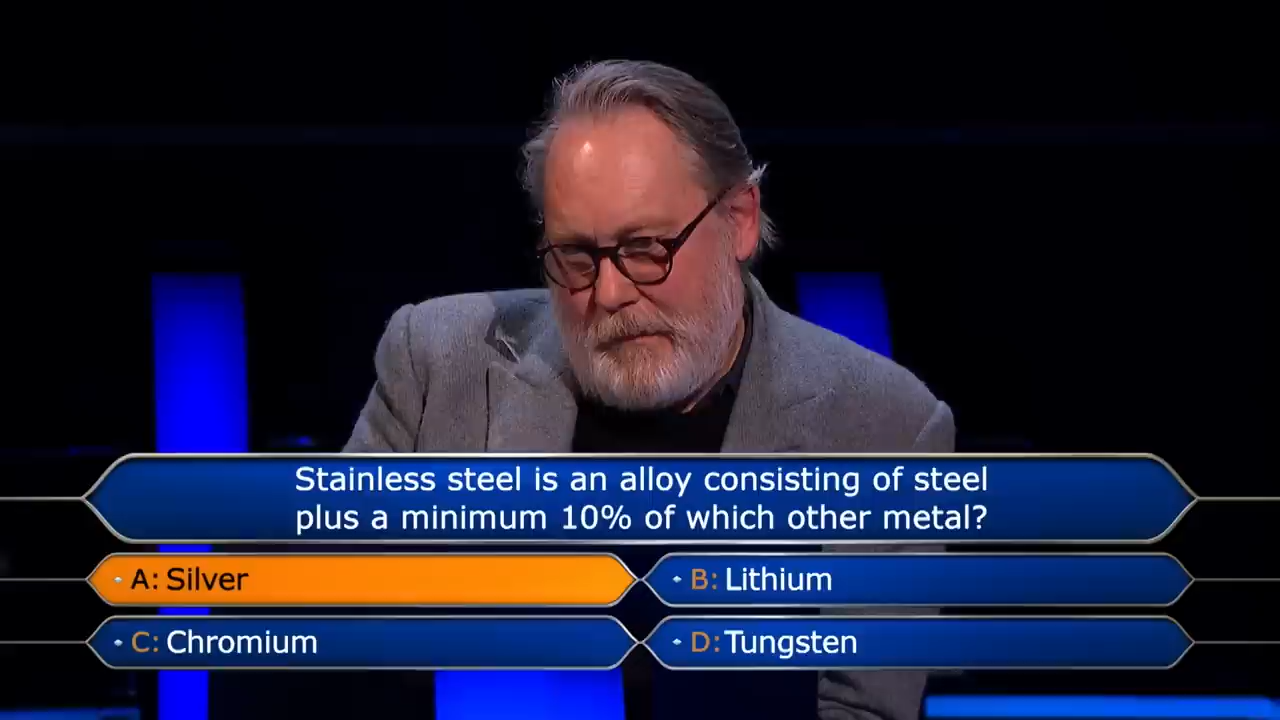 Stainless steel is an alloy consisting of steel
plus a minimum 10% of which other metal?
A: Silver
B: Lithium
C: Chromium
D: Tungsten